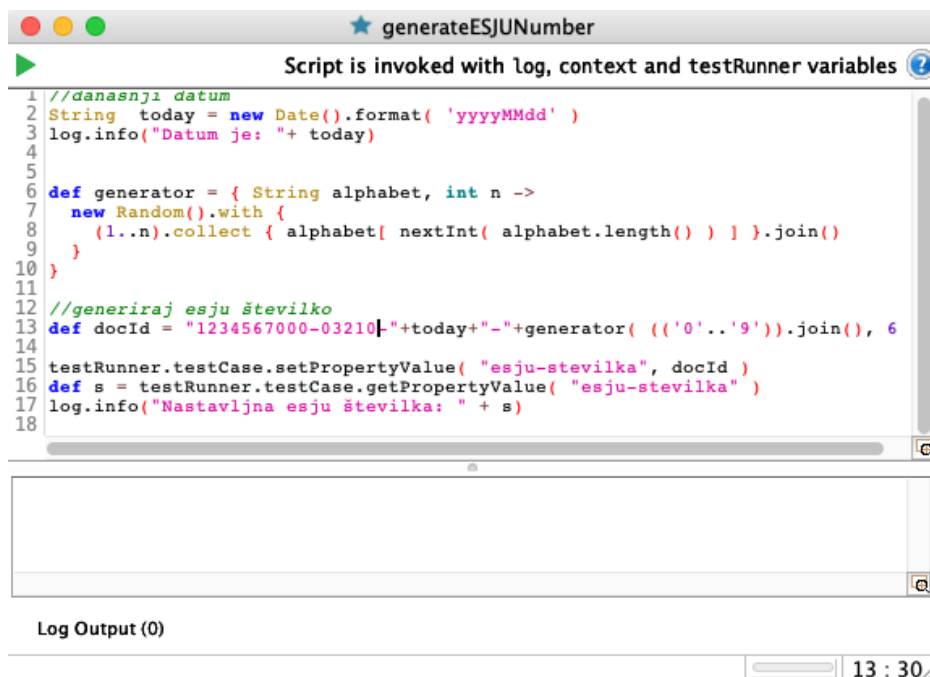 generateESJUNumber
Script is invoked with log, context and testRunner variables ?
1 //danasnji datum
2 String  today = new Date().format( 'yyyyMMdd' )
3 log.info("Datum je: "+ today)
4
5
6 def generator = { String alphabet, int n ->
7   new Random().with {
8     (1..n).collect { alphabet[ nextInt( alphabet.length() ) ] }.join()
9   }
10 }
11
12 //generiraj esju številko
13 def docId = "1234567000-03210-"+today+"-"+generator( (('0'..'9')).join(), 6
14
15 testRunner.testCase.setPropertyValue( "esju-stevilka", docId )
16 def s = testRunner.testCase.getPropertyValue( "esju-stevilka" )
17 log.info("Nastavljna esju številka: " + s)
18
Log Output (0)
13 : 30